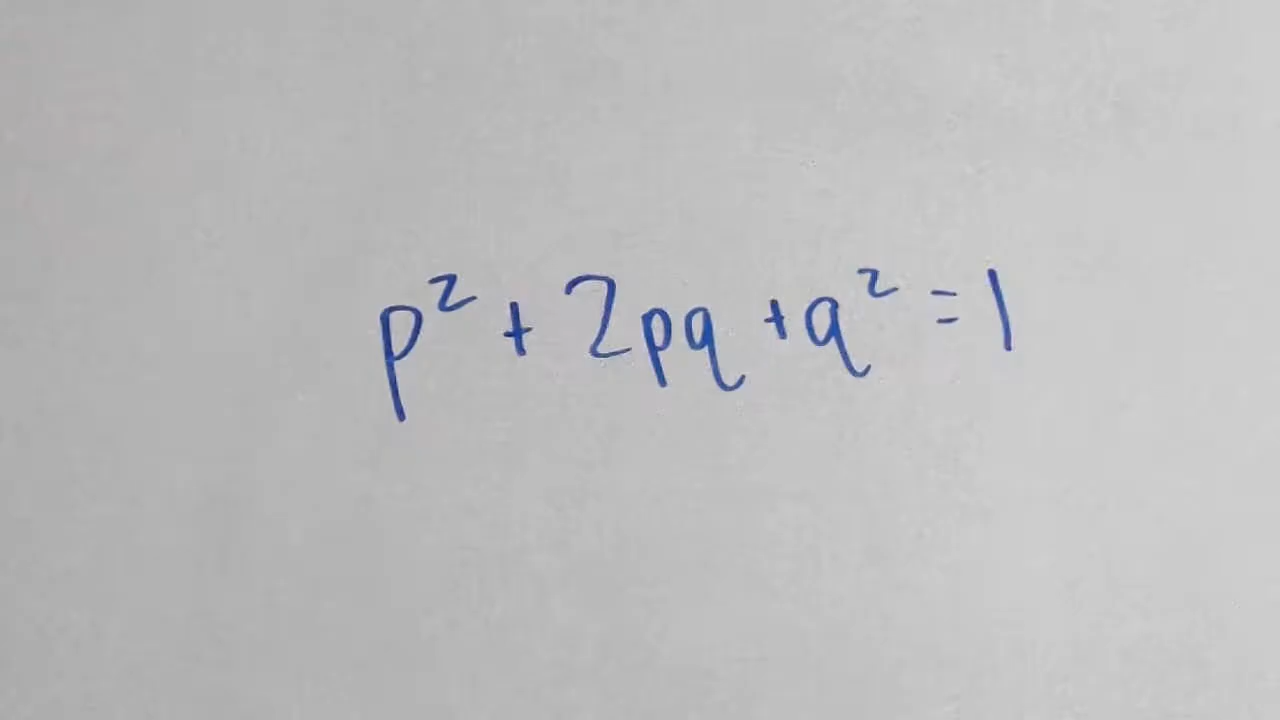 p² + 2pq + q² = 1